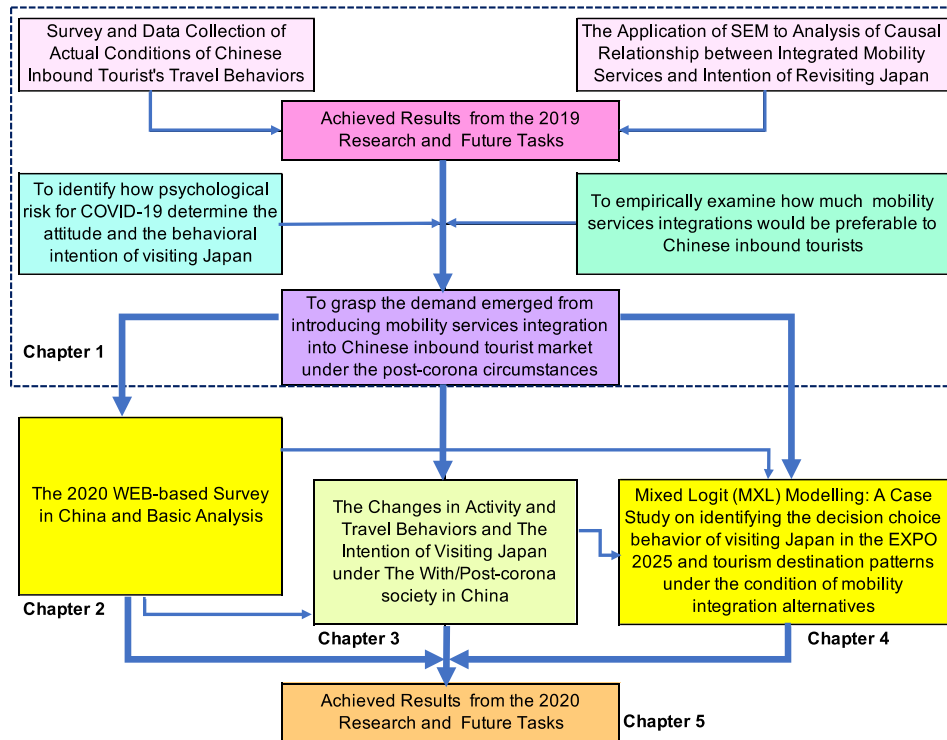 Survey and Data Collection of
Actual Conditions of Chinese
Inbound Tourist's Travel Behaviors
The Application of SEM to Analysis of Causal
Relationship between Integrated Mobility
Services and Intention of Revisiting Japan
Achieved Results from the 2019
Research and Future Tasks
To identify how psychological
risk for COVID-19 determine the
attitude and the behavioral
intention of visiting Japan
To empirically examine how much mobility
services integrations would be preferable to
Chinese inbound tourists
To grasp the demand emerged from
introducing mobility services integration
into Chinese inbound tourist market
under the post-corona circumstances
Chapter 1
The 2020 WEB-based Survey
in China and Basic Analysis
Chapter 2
The Changes in Activity and
Travel Behaviors and The
Intention of Visiting Japan
under The With/Post-corona
society in China
Chapter 3
Mixed Logit (MXL) Modelling: A Case
Study on identifying the decision choice
behavior of visiting Japan in the EXPO
2025 and tourism destination patterns
under the condition of mobility
integration alternatives
Chapter 4
Achieved Results from the 2020
Research and Future Tasks
Chapter 5